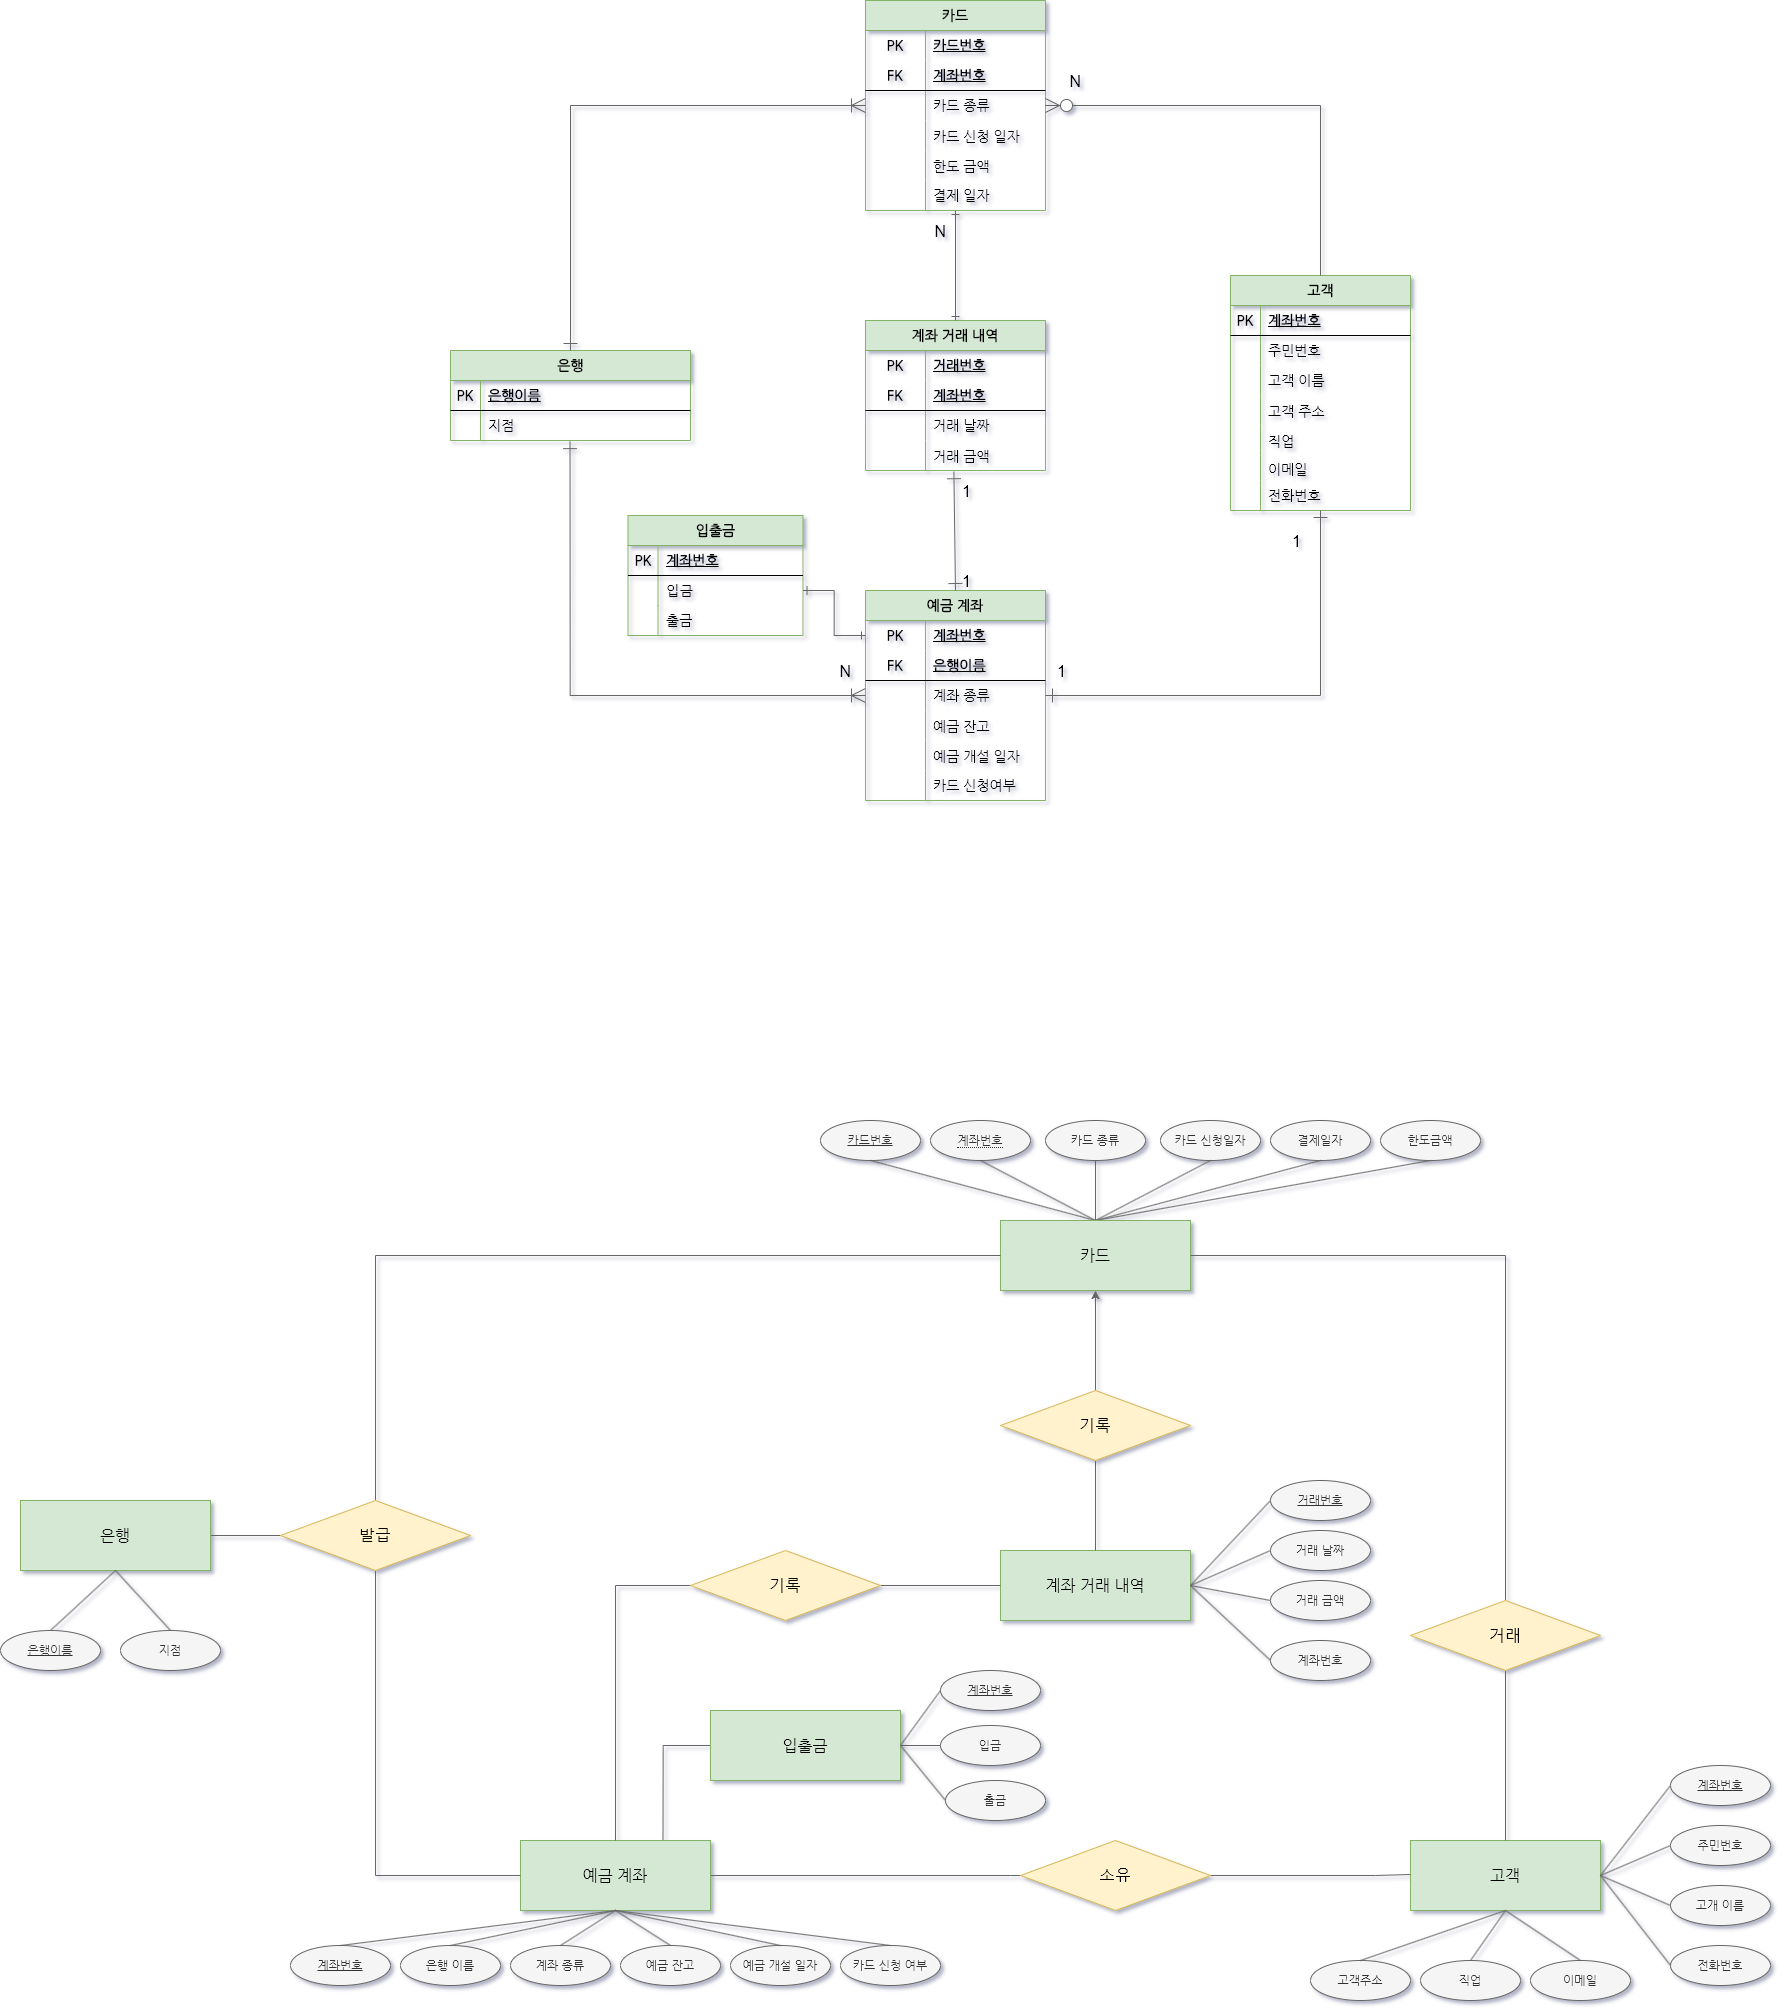 카드
PK 카드번호
FK 계좌번호
카드 종류
카드 신청 일자
한도 금액
결제 일자
N
N
고객
PK 계좌번호
주민번호
고객 이름
고객 주소
직업
이메일
전화번호
1
계좌 거래 내역
PK 거래번호
FK 계좌번호
거래 날짜
거래 금액
1
은행
PK 은행이름
지점
입출금
PK 계좌번호
입금
출금
1
예금 계좌
PK 계좌번호
FK 은행이름
계좌 종류
예금 잔고
예금 개설 일자
카드 신청여부
N
1
카드번호 계좌번호 카드 종류 카드 신청일자 결제일자 한도금액
카드
기록
은행
발급
은행이름 지점
기록
계좌 거래 내역
거래번호
거래 날짜
거래 금액
계좌번호
거래
입출금
계좌번호
입금
출금
예금 계좌
소유
고객
계좌번호
주민번호
고개 이름
전화번호
계좌번호 은행 이름 계좌 종류 예금 잔고 예금 개설 일자 카드 신청 여부
고객주소 직업 이메일